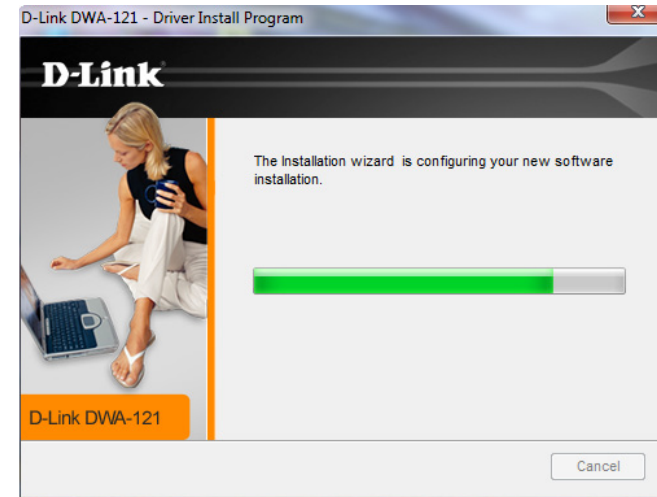 D-Link DWA-121 - Driver Install Program
D-Link
The Installation wizard is configuring your new software
installation.
D-Link DWA-121
Cancel